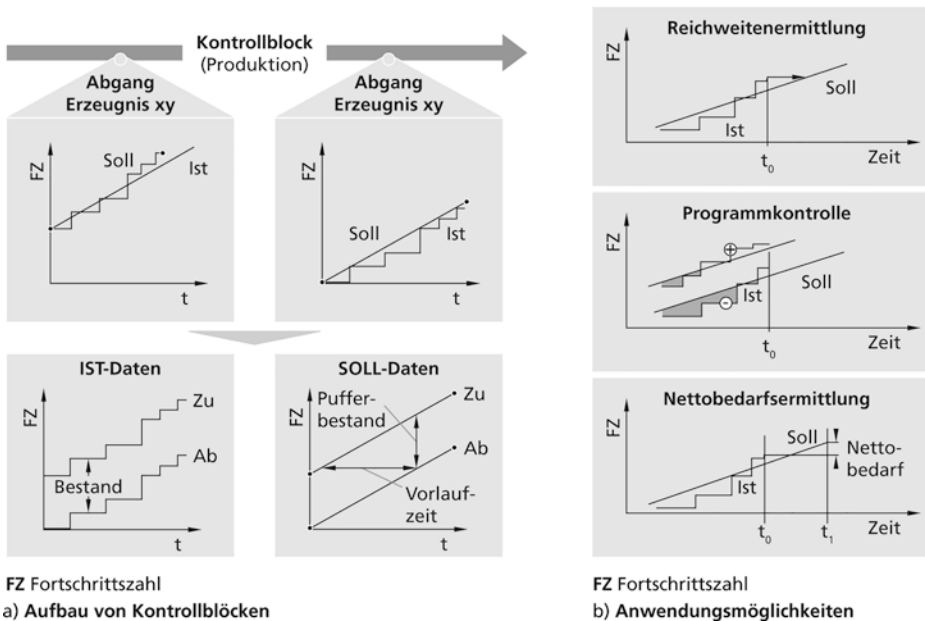 Kontrollblock
(Produktion)
Abgang
Erzeugnis xy
Abgang
Erzeugnis xy
FZ
Soll
Ist
t
FZ
Soll
Ist
t
IST-Daten
FZ
Zu
Ab
Bestand
t
SOLL-Daten
FZ
Puffer-
bestand
Zu
Ab
Vorlauf-
zeit
t
FZ Fortschrittszahl
a) Aufbau von Kontrollblöcken
Reichweitenermittlung
FZ
Soll
Ist
Zeit
t0
Programmkontrolle
FZ
+
Ist
Soll
-
Zeit
t0
Nettobedarfsermittlung
FZ
Soll
Netto-
bedarf
Ist
Zeit
t0
t1
FZ Fortschrittszahl
b) Anwendungsmöglichkeiten